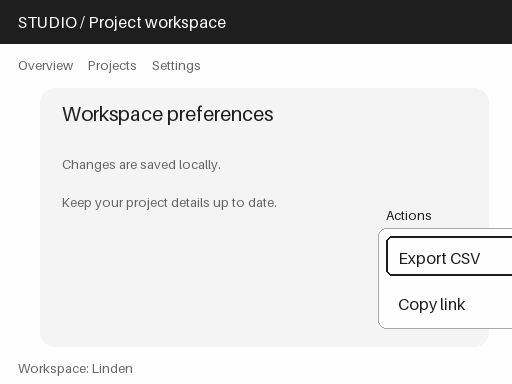 STUDIO / Project workspace
Overview Projects Settings
Workspace preferences
Changes are saved locally.
Keep your project details up to date.
Actions
Export CSV
Copy link
Workspace: Linden